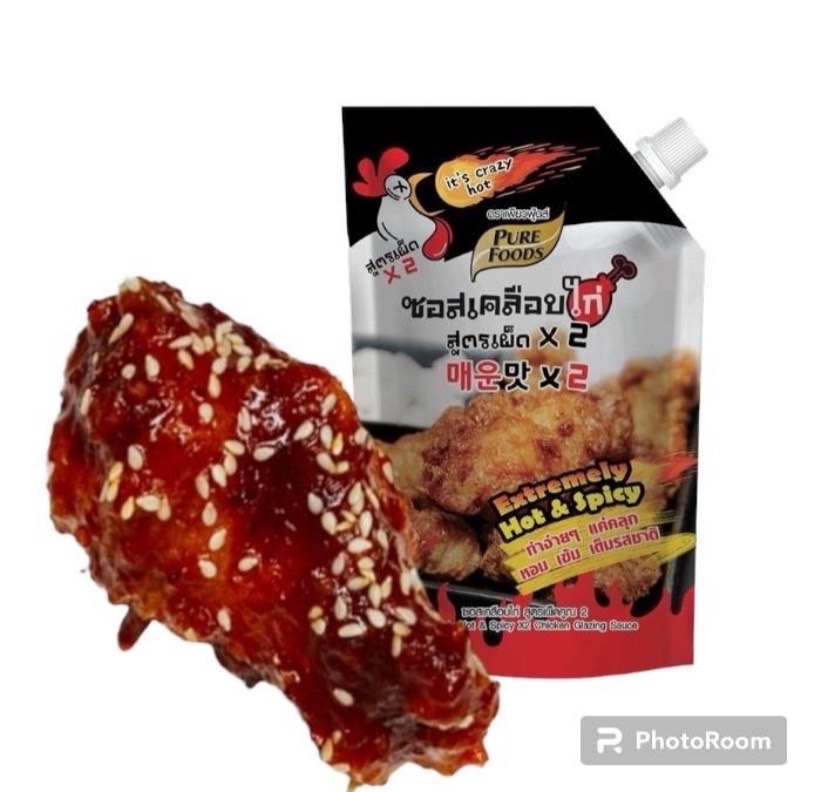 it's crazy
hot
ตราเพียวฟู้ดส์
PURE
FOODS
สูตรเผ็ด
X 2
ซอสเคลือบไก่
สูตรเผ็ด X 2
매운맛 x 2
Extremely
Hot & Spicy
ทำง่ายๆ แค่คลุก
หอม เข้ม เต็มรสชาติ
ซอสเคลือบไก่ สูตรเผ็ดคูณ 2
Hot & Spicy X2 Chicken Glazing Sauce
PhotoRoom